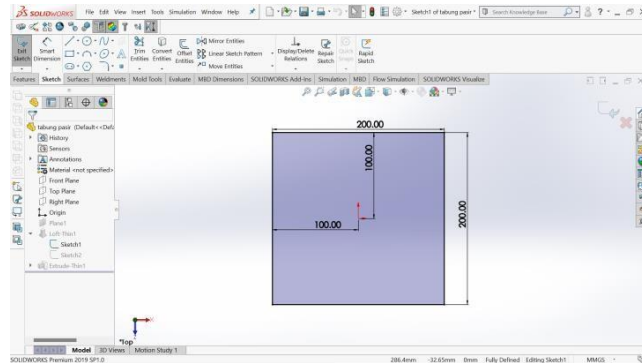 SOLIDWORKS File Edit View Insert Tools Simulation Window Help Sketch1 of tabung pasir * Search Knowledge Base
Exit Sketch Smart Dimension Trim Entities Convert Entities Offset Entities Mirror Entities Linear Sketch Pattern Move Entities Display/Delete Relations Repair Sketch Quick Snaps Rapid Sketch
Features Sketch Surfaces Weldments Mold Tools Evaluate MBD Dimensions SOLIDWORKS Add-Ins Simulation MBD Flow Simulation SOLIDWORKS Visualize
tabung pasir (Default<<Defa
History
Sensors
Annotations
Material <not specified>
Front Plane
Top Plane
Right Plane
Origin
Plane1
Loft-Thin1
Sketch1
Sketch2
Extrude-Thin1
200.00
100.00
100.00
200.00
*Top
Model 3D Views Motion Study 1
SOLIDWORKS Premium 2019 SP1.0 286.4mm -32.65mm 0mm Fully Defined Editing Sketch1 MMGS